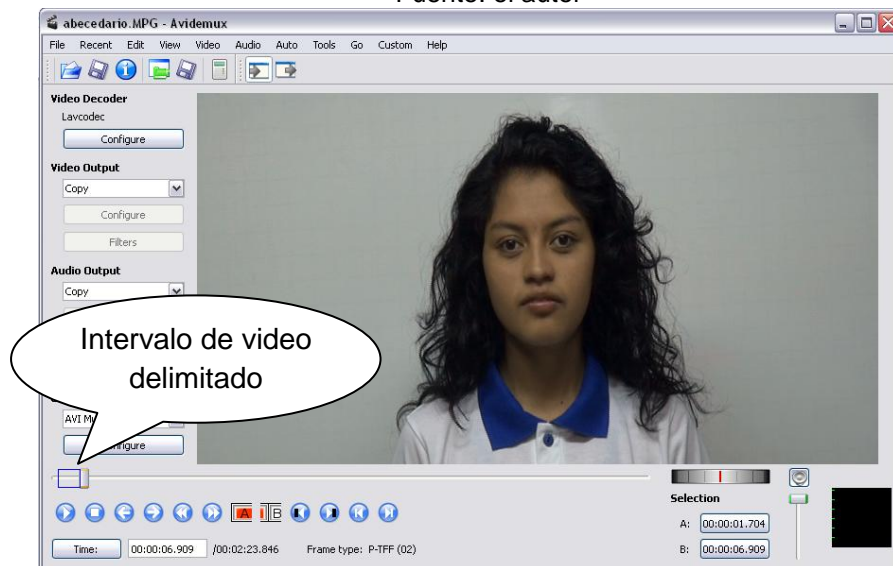 Fuente: el autor
abecedario.MPG - Avidemux
File Recent Edit View Video Audio Auto Tools Go Custom Help
Video Decoder
Lavcodec
Configure
Video Output
Copy
Configure
Filters
Audio Output
Copy
Intervalo de video
delimitado
AVI
Configure
A B
Selection
A: 00:00:01.704
B: 00:00:06.909
Time: 00:00:06.909 /00:02:23.846 Frame type: P-TFF (02)